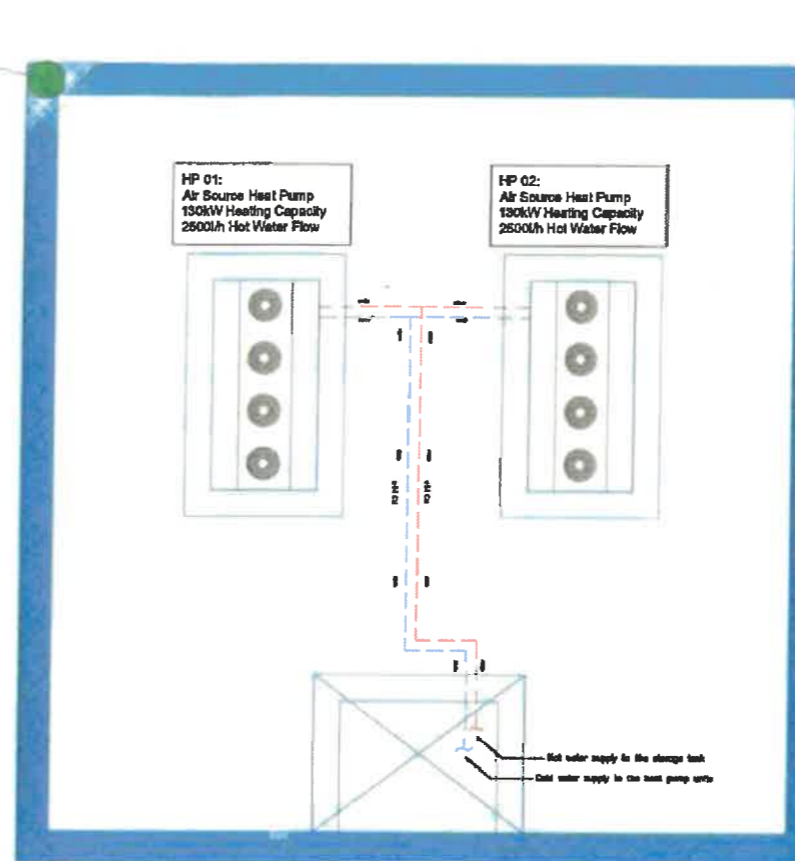 HP 01:
Air Source Heat Pump
130kW Heating Capacity
2500l/h Hot Water Flow
HP 02:
Air Source Heat Pump
130kW Heating Capacity
2500l/h Hot Water Flow
Hot water supply to the storage tank
Cold water supply to the heat pump units